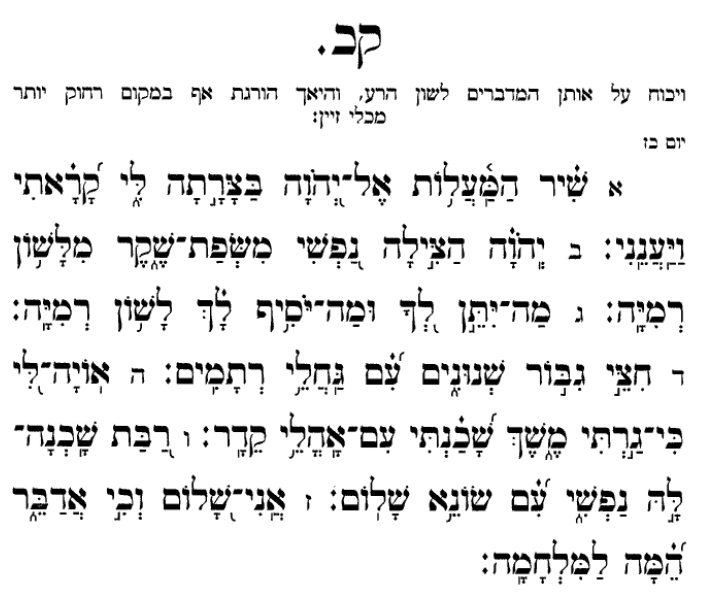 קכ.
ויכוח על אותן המדברים לשון הרע, והיאך הורגת אף במקום רחוק יותר
מכלי זיין:
יום כז
א שִׁ֗יר הַֽמַּ֫עֲל֥וֹת אֶל־יְ֭הֹוָה בַּצָּרָ֣תָה לִּ֑י קָ֝רָ֗אתִי
וַֽיַּעֲנֵֽנִי: ב יְֽהֹוָ֗ה הַצִּ֣ילָה נַ֭פְשִׁי מִשְּׂפַת־שֶׁ֑קֶר מִלָּשׁ֥וֹן
רְמִיָּֽה: ג מַה־יִּתֵּ֣ן לְ֭ךָ וּמַה־יֹּסִ֥יף לָ֗ךְ לָשׁ֥וֹן רְמִיָּֽה:
ד חִצֵּ֣י גִבּ֣וֹר שְׁנוּנִ֑ים עִ֝֗ם גַּחֲלֵ֥י רְתָמִֽים: ה אֽוֹיָה־לִ֭י
כִּי־גַ֣רְתִּי מֶ֑שֶׁךְ שָׁ֝כַ֗נְתִּי עִֽם־אׇהֳלֵ֥י קֵדָֽר: ו רַ֭בַּת שָֽׁכְנָה־
לָּ֣הּ נַפְשִׁ֑י עִ֝֗ם שׂוֹנֵ֥א שָׁלֽוֹם: ז אֲֽנִי־שָׁ֭לוֹם וְכִ֣י אֲדַבֵּ֑ר
הֵ֝֗מָּה לַמִּלְחָמָֽה: